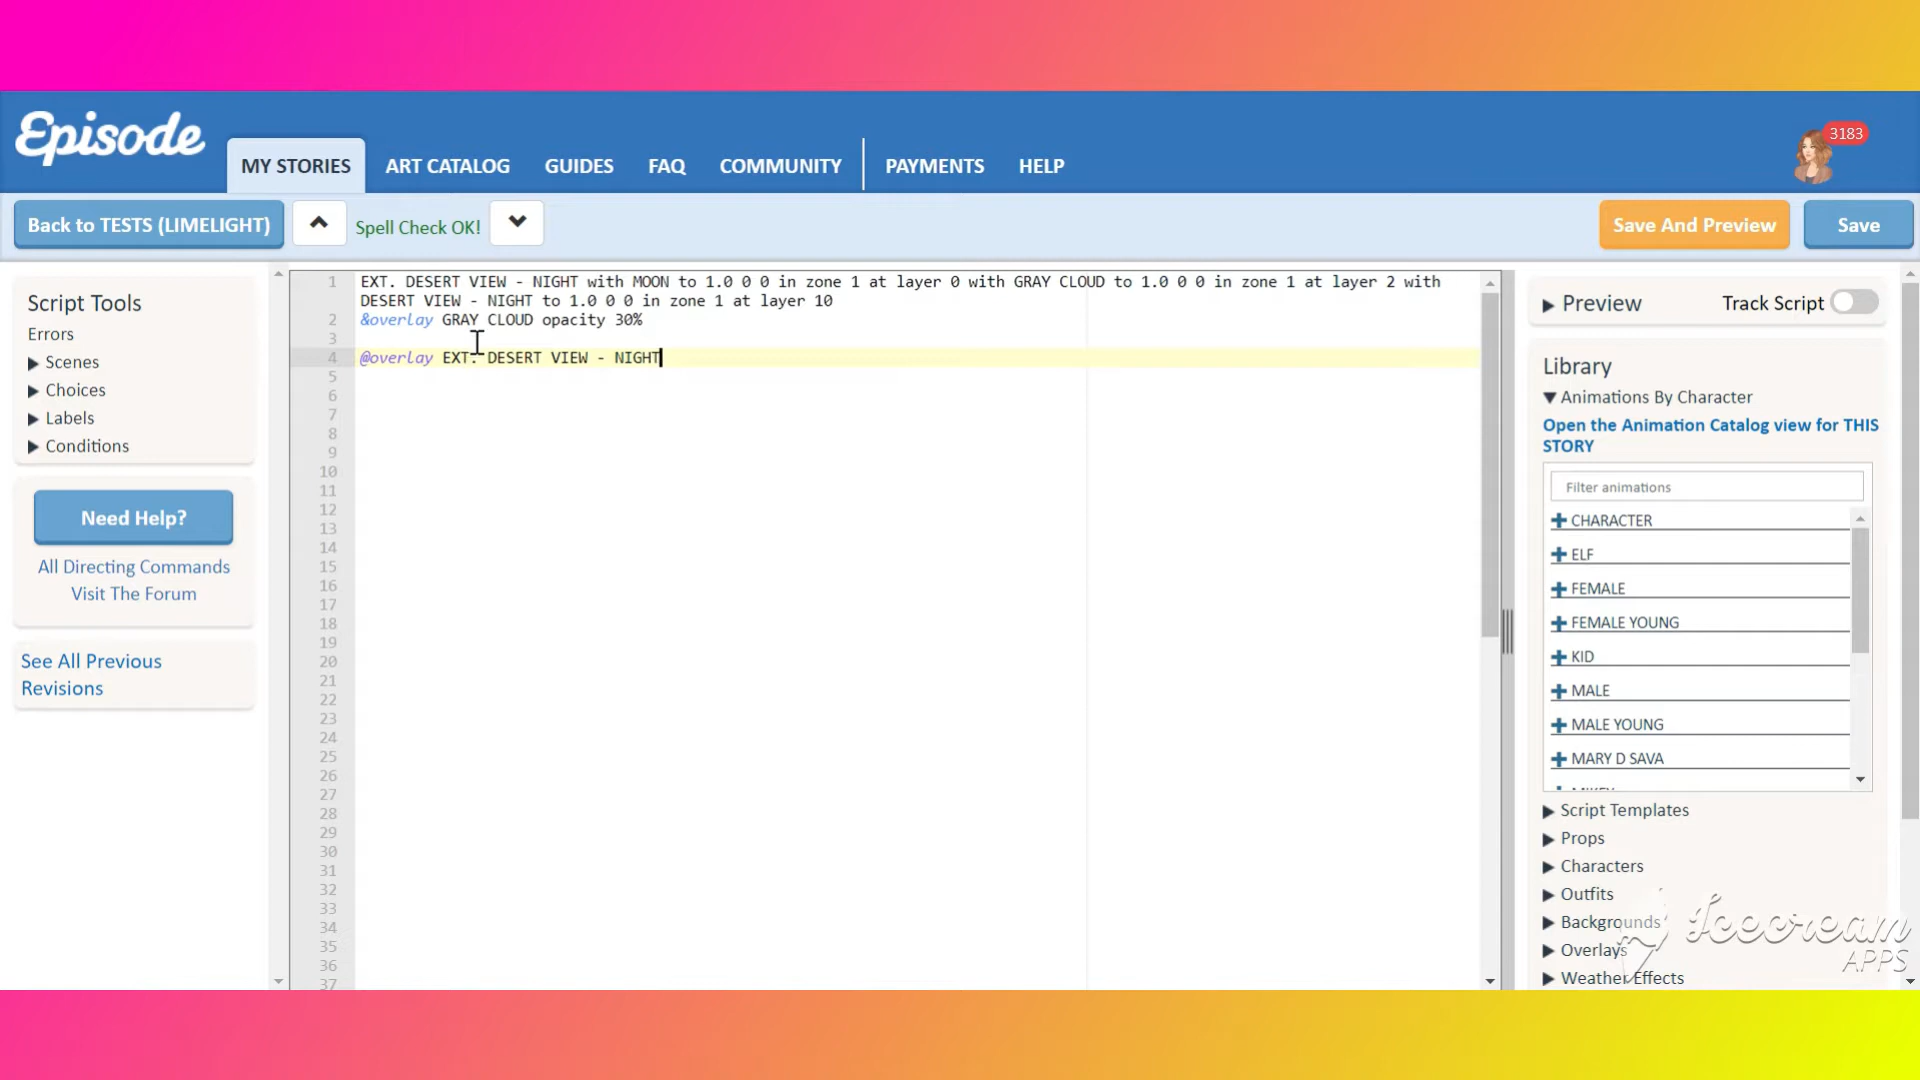 Episode
MY STORIES
ART CATALOG
GUIDES
FAQ
COMMUNITY
PAYMENTS
HELP
3183
Back to TESTS (LIMELIGHT)
Spell Check OK!
Save And Preview
Save
Script Tools
Errors
Scenes
Choices
Labels
Conditions
Need Help?
All Directing Commands
Visit The Forum
See All Previous
Revisions
1 EXT. DESERT VIEW - NIGHT with MOON to 1.0 0 0 in zone 1 at layer 0 with GRAY CLOUD to 1.0 0 0 in zone 1 at layer 2 with
DESERT VIEW - NIGHT to 1.0 0 0 in zone 1 at layer 10
2 &overlay GRAY CLOUD opacity 30%
3
4 @overlay EXT. DESERT VIEW - NIGHT
5
6
7
8
9
10
11
12
13
14
15
16
17
18
19
20
21
22
23
24
25
26
27
28
29
30
31
32
33
34
35
36
37
Preview
Track Script
Library
Animations By Character
Open the Animation Catalog view for THIS
STORY
Filter animations
CHARACTER
ELF
FEMALE
FEMALE YOUNG
KID
MALE
MALE YOUNG
MARY D SAVA
Script Templates
Props
Characters
Outfits
Backgrounds
Overlays
Weather Effects
Icecream
APPS